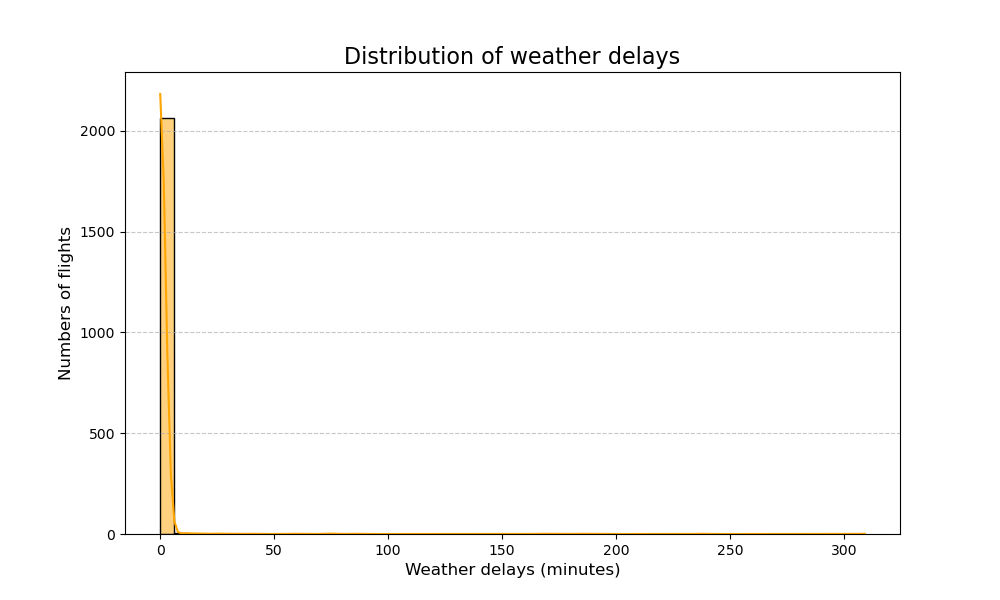 Distribution of weather delays
Numbers of flights
2000
1500
1000
500
0
0 50 100 150 200 250 300
Weather delays (minutes)